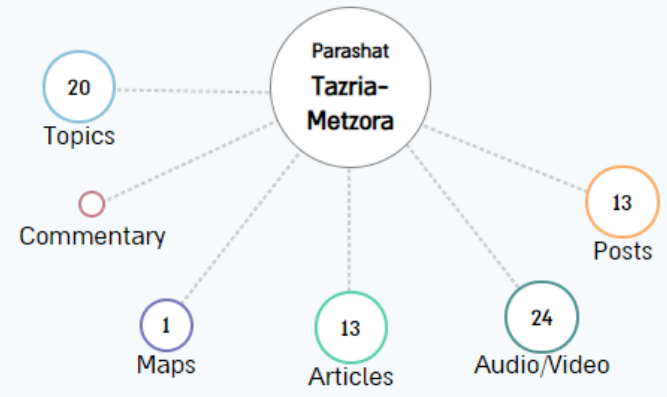 Parashat
Tazria-
Metzora
20
Topics
Commentary
1
Maps
13
Articles
24
Audio/Video
13
Posts